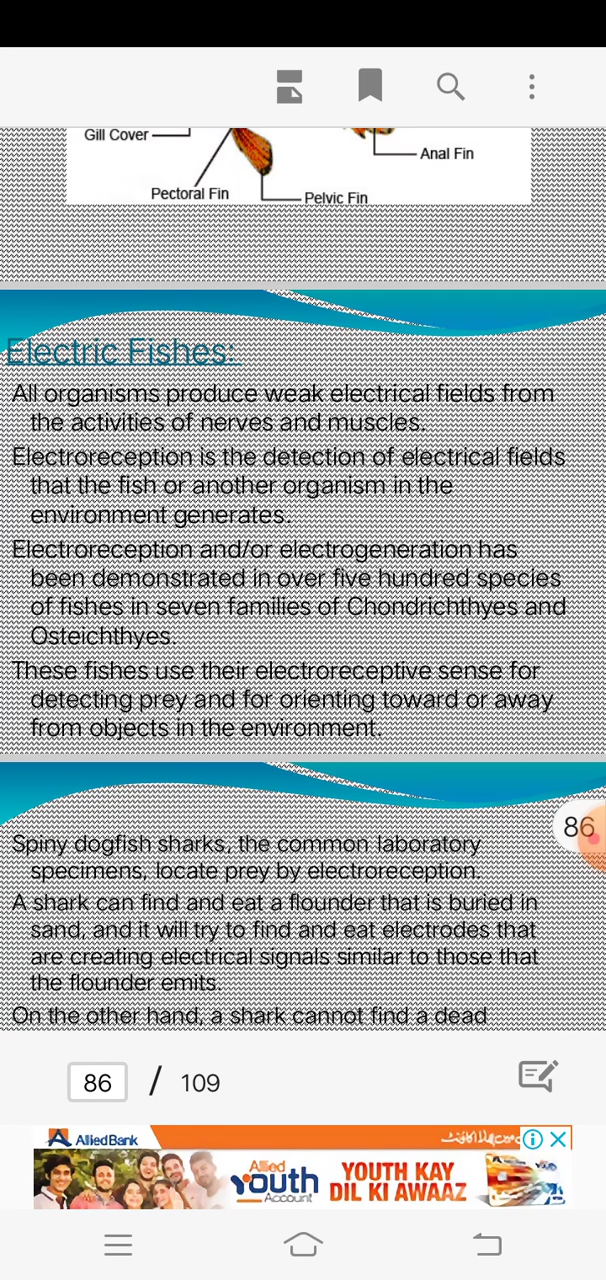 Gill Cover
Anal Fin
Pectoral Fin
Pelvic Fin
Electric Fishes:
All organisms produce weak electrical fields from
the activities of nerves and muscles.
Electroreception is the detection of electrical fields
that the fish or another organism in the
environment generates.
Electroreception and/or electrogeneration has
been demonstrated in over five hundred species
of fishes in seven families of Chondrichthyes and
Osteichthyes.
These fishes use their electroreceptive sense for
detecting prey and for orienting toward or away
from objects in the environment.
86
Spiny dogfish sharks, the common laboratory
specimens, locate prey by electroreception.
A shark can find and eat a flounder that is buried in
sand, and it will try to find and eat electrodes that
are creating electrical signals similar to those that
the flounder emits.
On the other hand, a shark cannot find a dead
86 / 109
Allied Bank
Allied
Youth
Account
YOUTH KAY
DIL KI AWAAZ